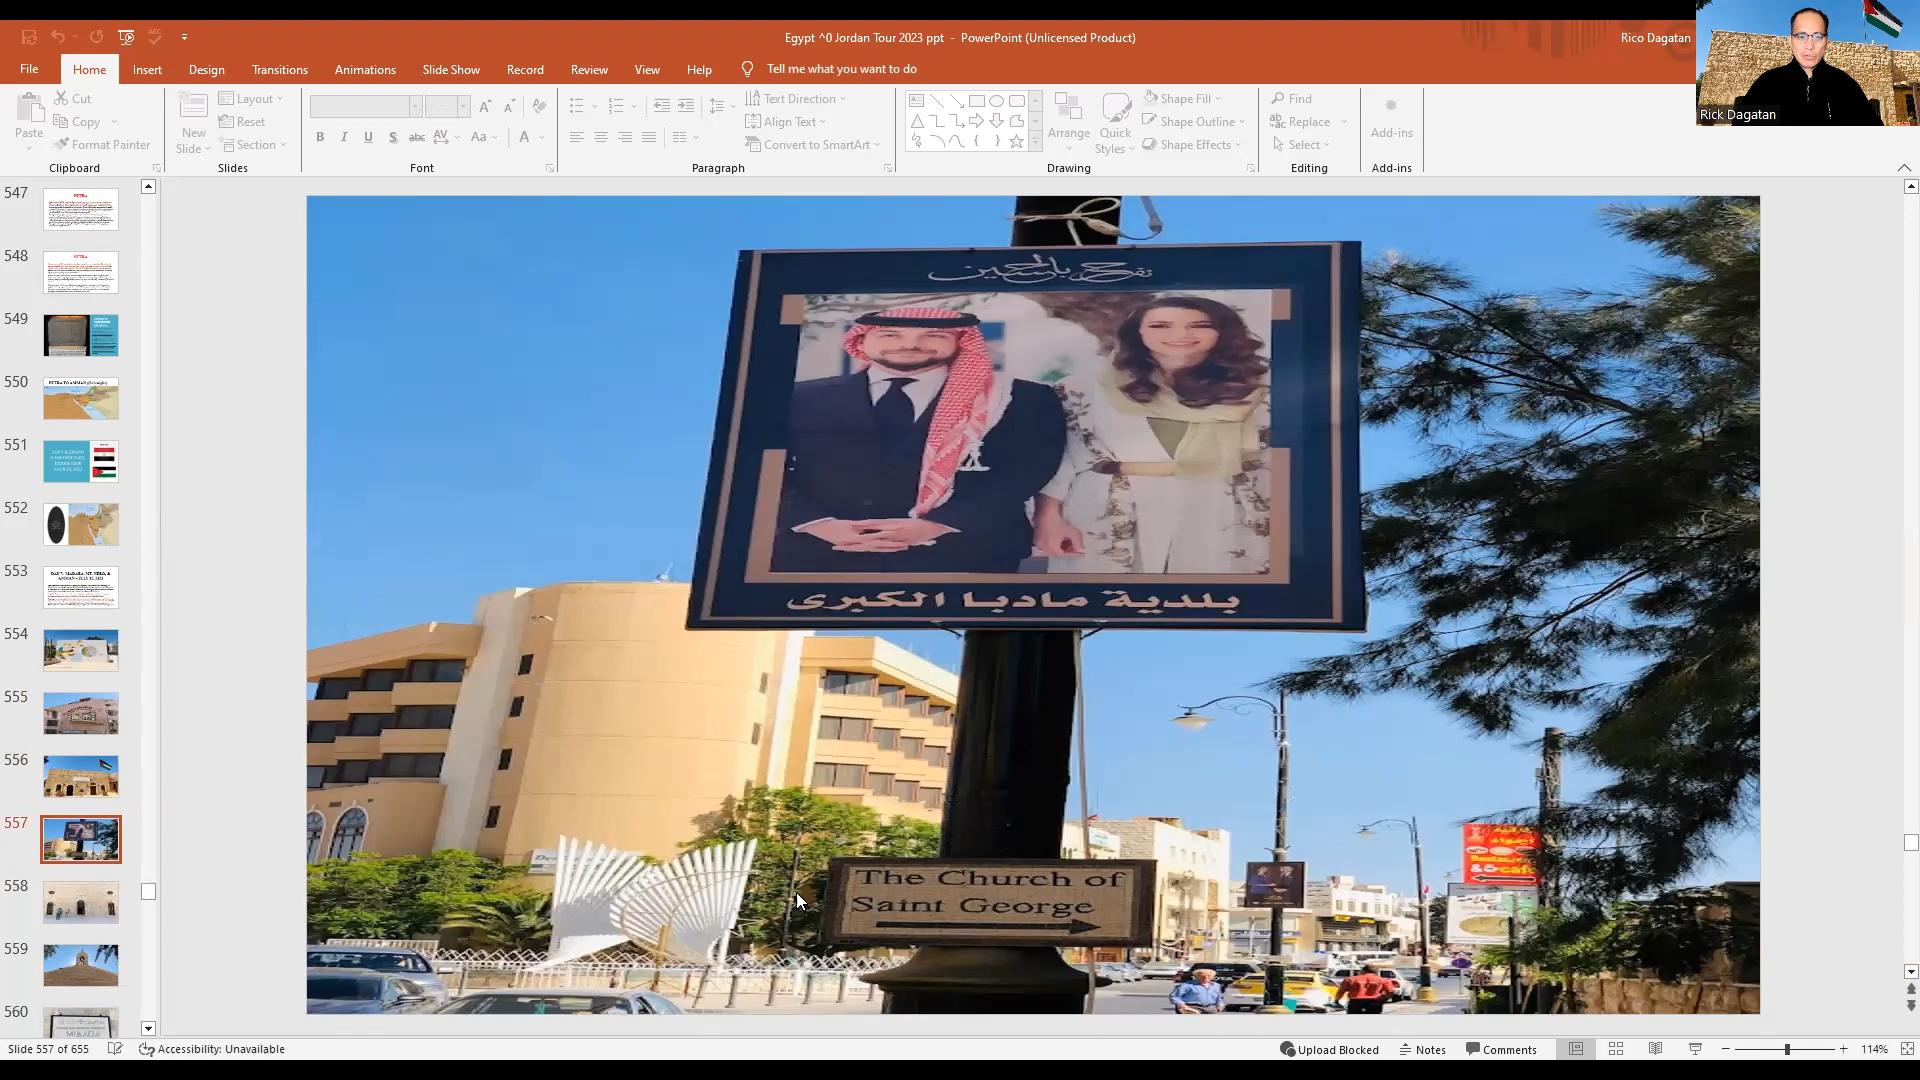 Egypt ^0 Jordan Tour 2023 ppt - PowerPoint (Unlicensed Product)
Rico Dagatan
File Home Insert Design Transitions Animations Slide Show Record Review View Help Tell me what you want to do
Rick Dagatan
Paste
Cut
Copy
Format Painter
Clipboard
New Slide
Layout
Reset
Section
Slides
Font
Text Direction
Align Text
Convert to SmartArt
Paragraph
Arrange
Quick Styles
Shape Fill
Shape Outline
Shape Effects
Drawing
Find
Replace
Select
Editing
Add-ins
Add-ins
547
PETRA
548
PETRA
549
550
551
552
553
554
555
556
557
558
559
560
نفرح بالحسين
بلدية مادبا الكبرى
The Church of
Saint George
Slide 557 of 655
Accessibility: Unavailable
Upload Blocked
Notes
Comments
114%